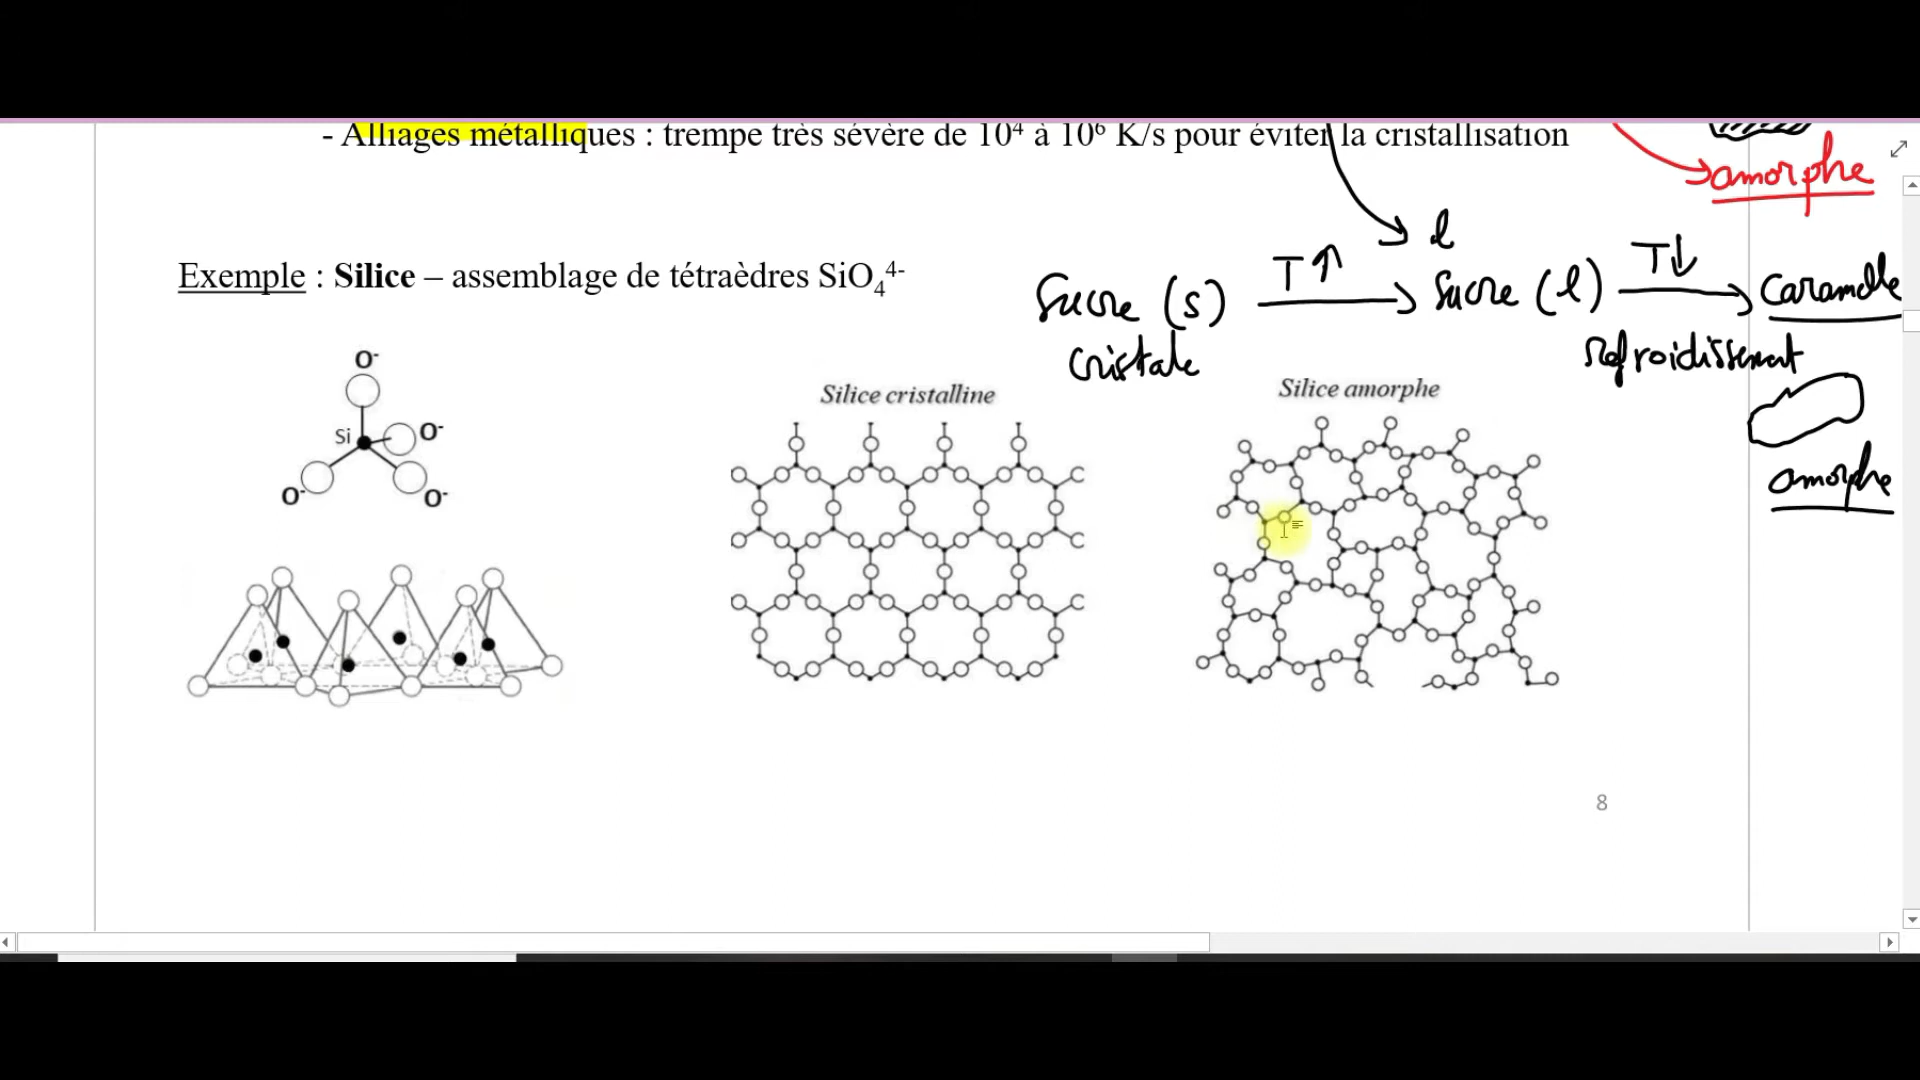 - Alliages métalliques : trempe très sévère de 10⁴ à 10⁶ K/s pour éviter la cristallisation
amorphe
l
Exemple : Silice – assemblage de tétraèdres SiO₄⁴⁻
Sucre (s) T↑ → Sucre (l) T↓ → caramelle
cristale
Refroidissement
amorphe
O⁻
Si
O⁻
O⁻
O⁻
Silice cristalline
Silice amorphe
8